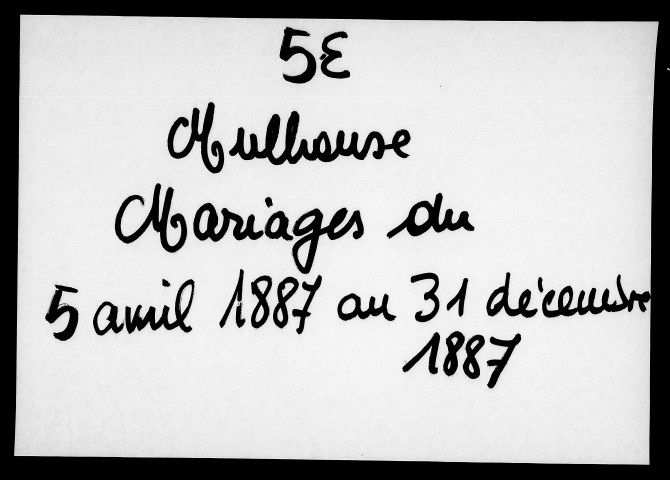 5E
Mulhouse
Mariages du
5 avril 1887 au 31 décembre
1887